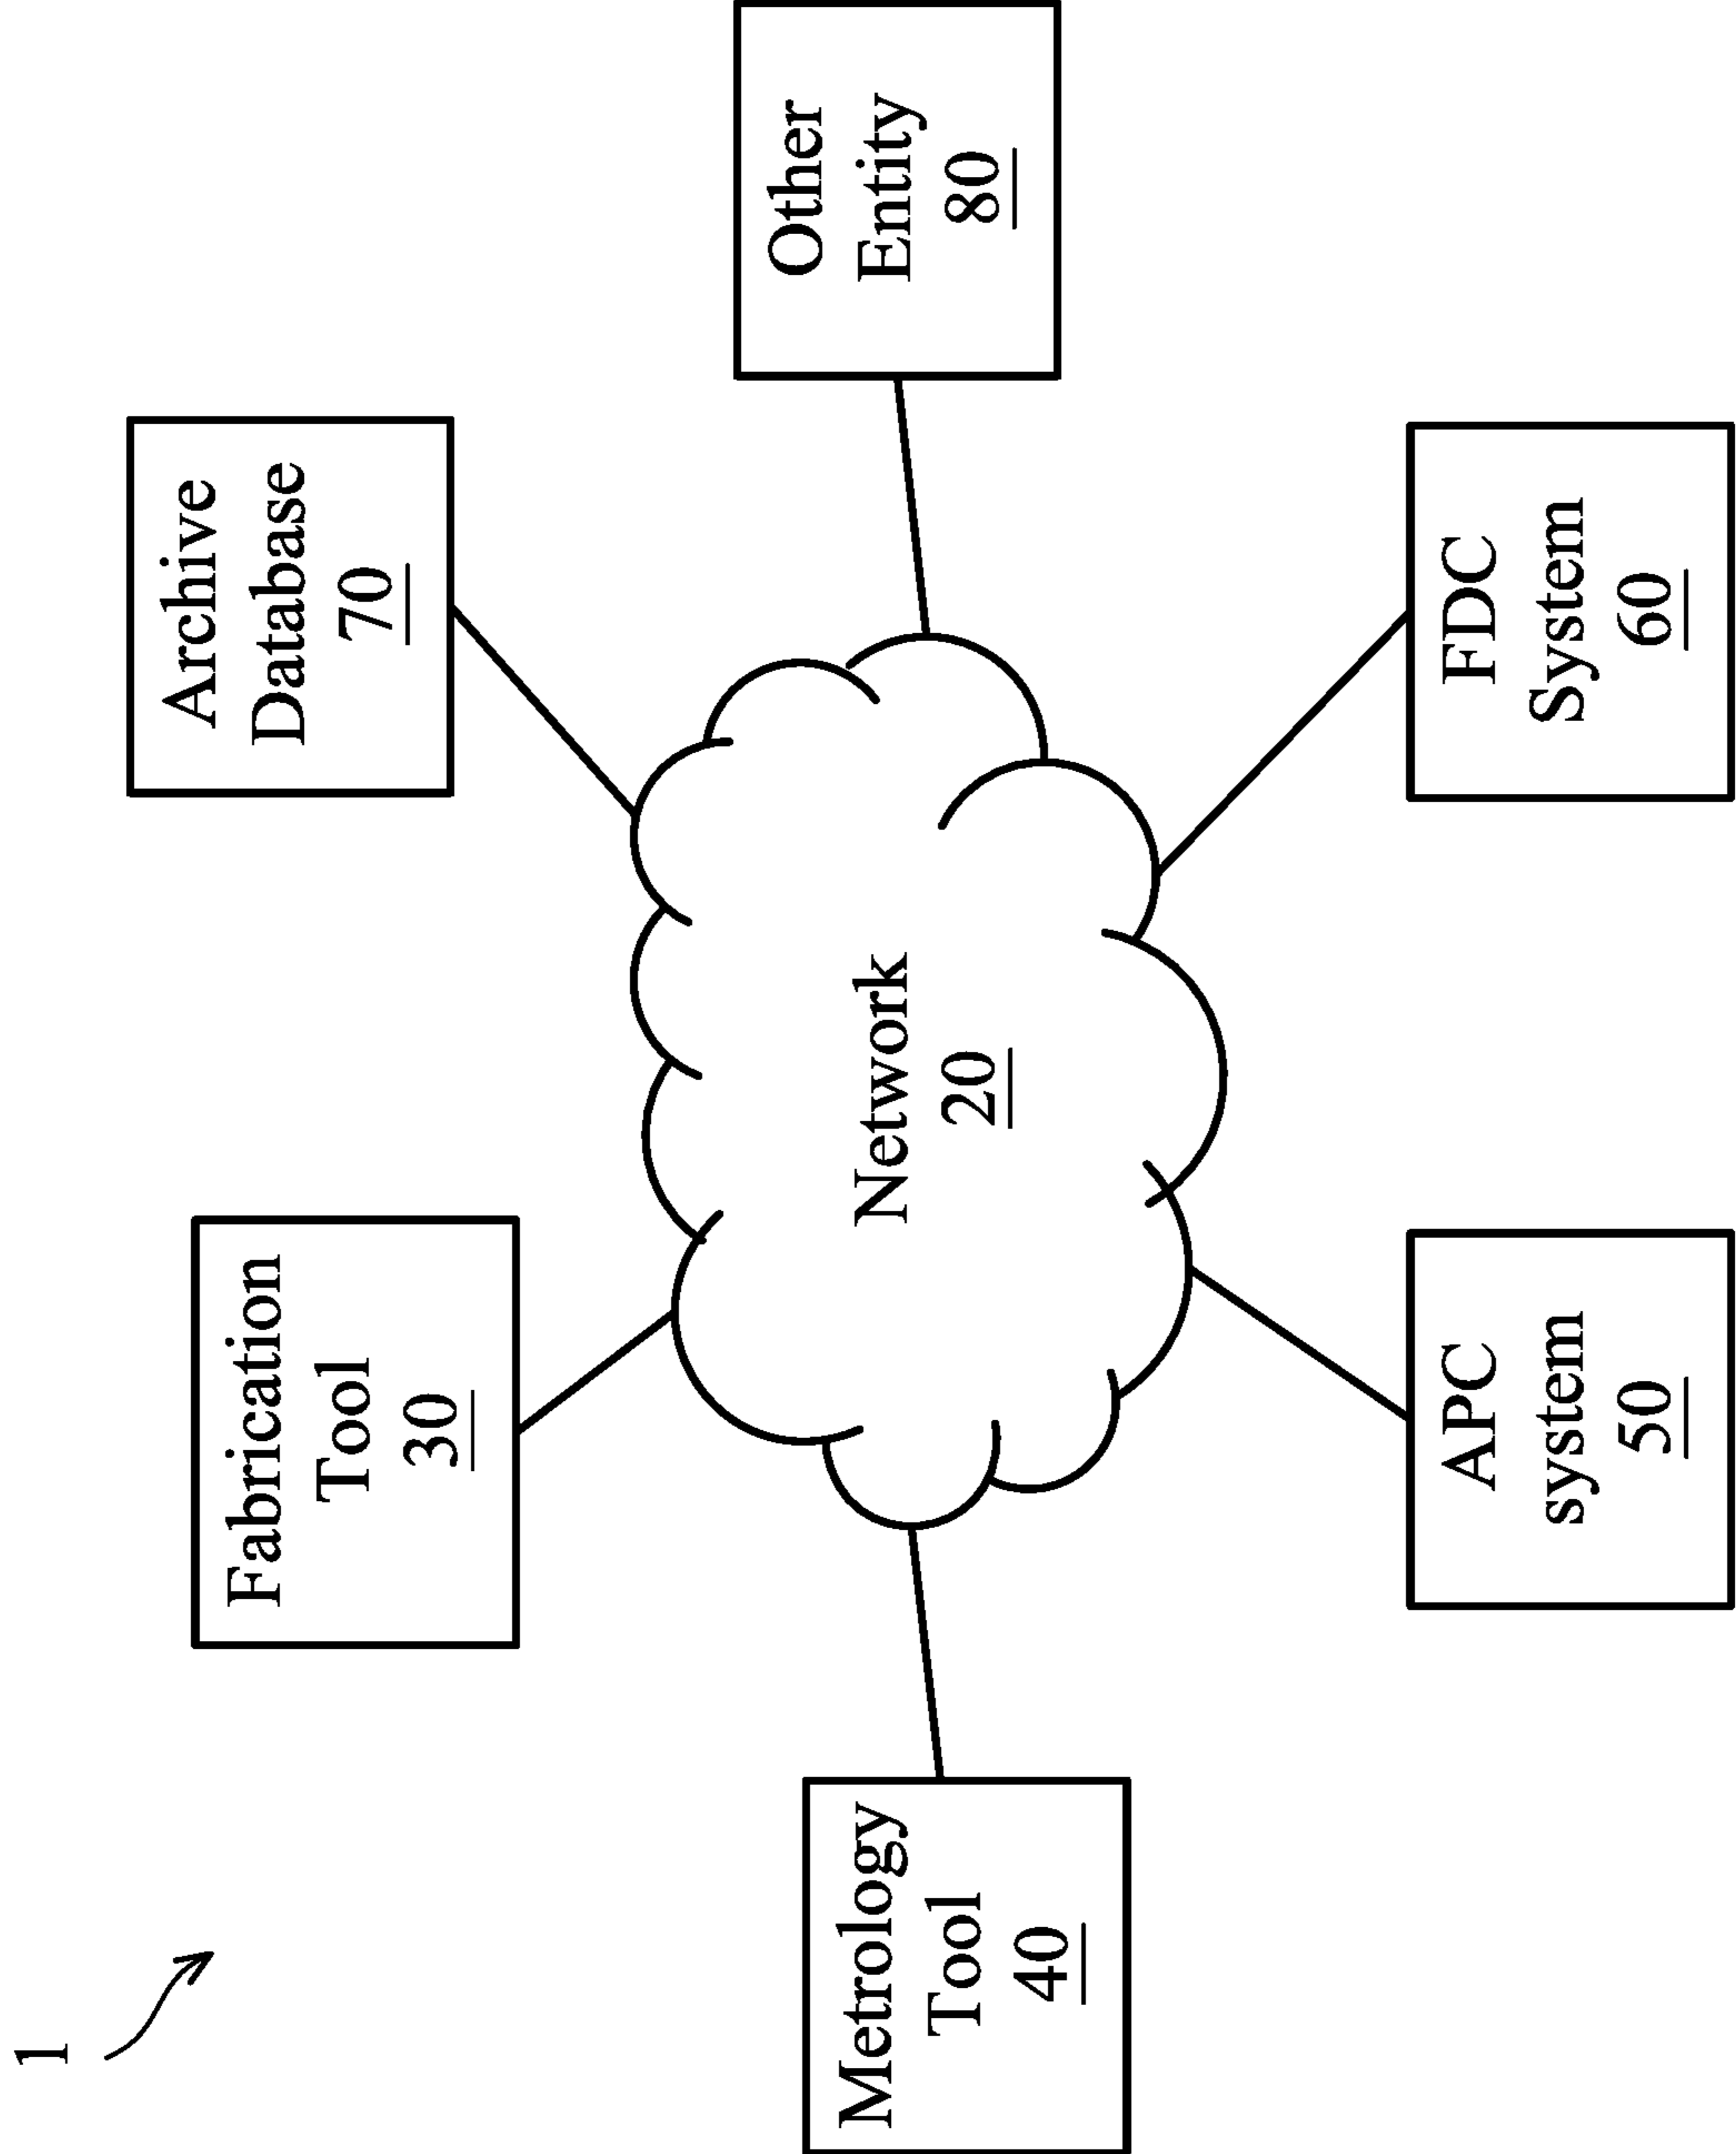 1
Fabrication
Tool
30
Archive
Database
70
Metrology
Tool
40
Network
20
Other
Entity
80
APC
system
50
FDC
System
60